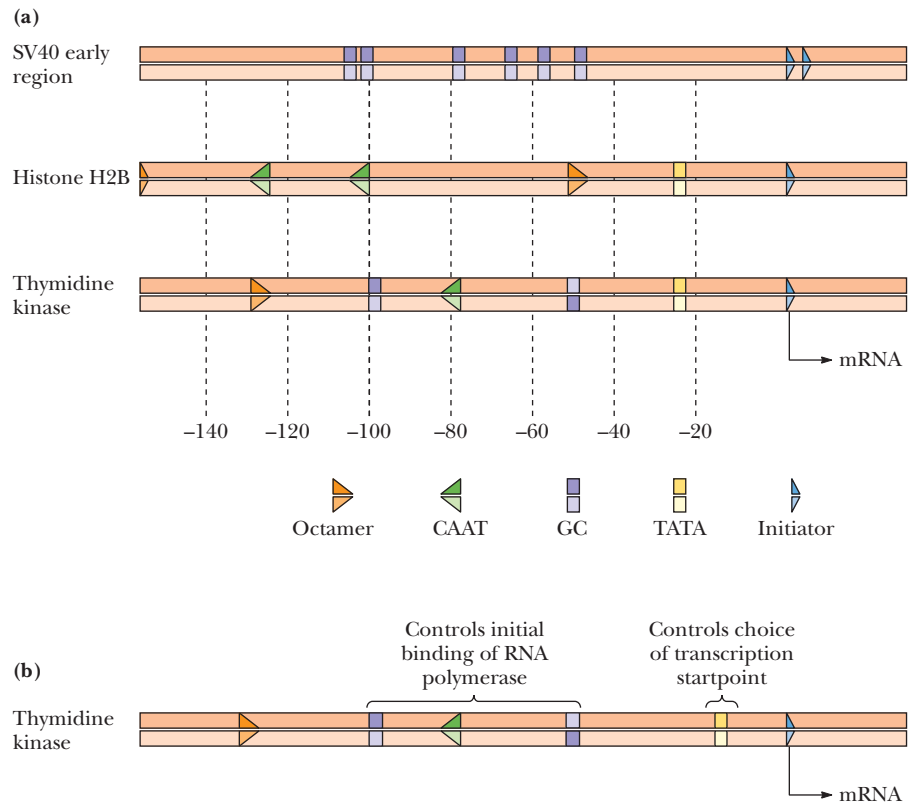 (a)
SV40 early
region
Histone H2B
Thymidine
kinase
mRNA
–140
–120
–100
–80
–60
–40
–20
Octamer
CAAT
GC
TATA
Initiator
Controls initial
binding of RNA
polymerase
Controls choice
of transcription
startpoint
(b)
Thymidine
kinase
mRNA